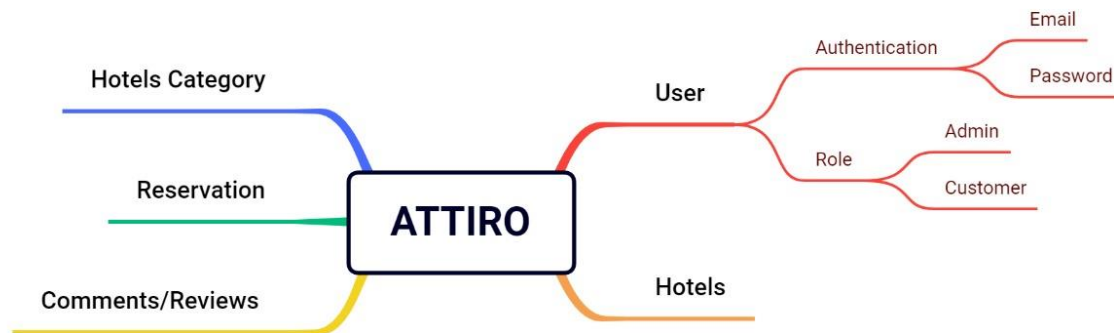 Hotels Category
Reservation
Comments/Reviews
ATTIRO
User
Authentication
Email
Password
Role
Admin
Customer
Hotels